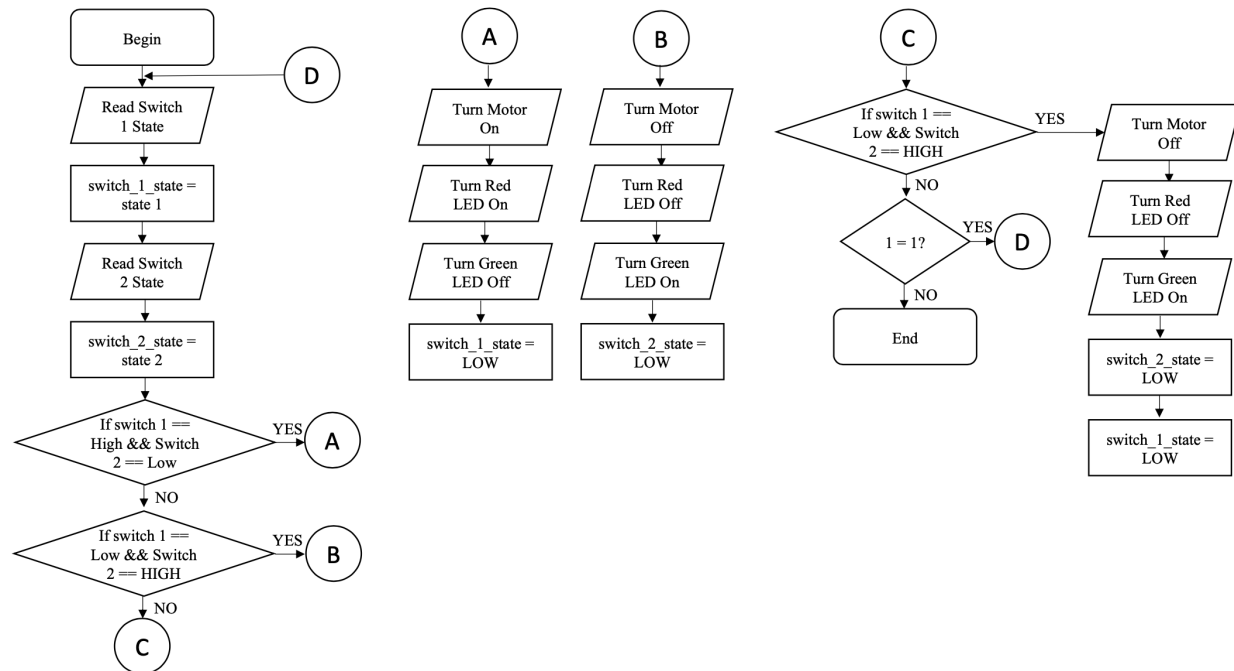 Begin
D
Read Switch
1 State
switch_1_state =
state 1
Read Switch
2 State
switch_2_state =
state 2
If switch 1 ==
High && Switch
2 == Low
YES
A
NO
If switch 1 ==
Low && Switch
2 == HIGH
YES
B
NO
C
A
Turn Motor
On
Turn Red
LED On
Turn Green
LED Off
switch_1_state =
LOW
B
Turn Motor
Off
Turn Red
LED Off
Turn Green
LED On
switch_2_state =
LOW
C
If switch 1 ==
Low && Switch
2 == HIGH
YES
NO
1 = 1?
YES
D
NO
End
Turn Motor
Off
Turn Red
LED Off
Turn Green
LED On
switch_2_state =
LOW
switch_1_state =
LOW